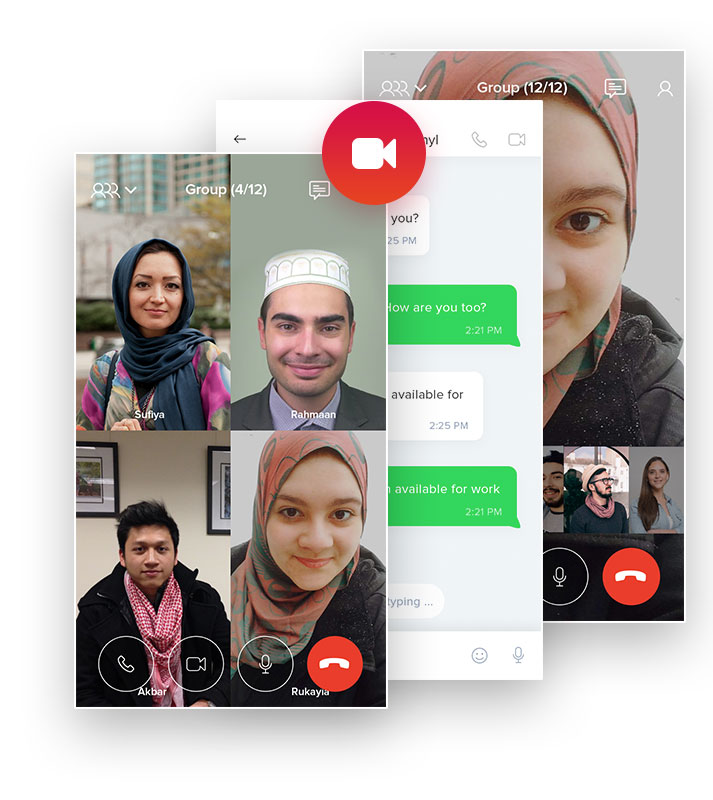 Group (12/12)
Group (4/12)
Sufiya
Rahmaan
Akbar
Rukayia
you?
25 PM
How are you too?
2:21 PM
available for
2:25 PM
available for work
2:21 PM
typing ...